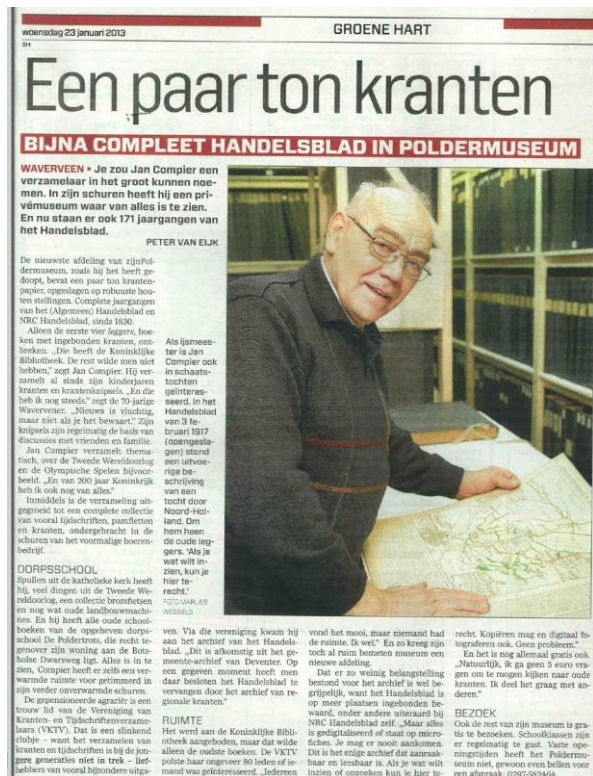 woensdag 23 januari 2013
GROENE HART
Een paar ton kranten
BIJNA COMPLEET HANDELSBLAD IN POLDERMUSEUM
WAVERVEEN • Je zou Jan Compier een
verzamelaar in het groot kunnen noe-
men. In zijn schuren heeft hij een pri-
vémuseum waar van alles is te zien.
En nu staan er ook 171 jaargangen van
het Handelsblad.
PETER VAN EIJK
De nieuwste afdeling van zijnPol-
dermuseum, zoals hij het heeft ge-
doopt, bevat een paar ton kranten-
papier, opgeslagen op robuuste hou-
ten stellingen. Complete jaargangen
van het (Algemeen) Handelsblad en
NRC Handelsblad, sinds 1830.
Alleen de eerste vier leggers, boe-
ken met ingebonden kranten, ont-
breken. „Die heeft de Koninklijke
Bibliotheek. De rest wilde men niet
hebben,” zegt Jan Compier. Hij ver-
zamelt al sinds zijn kinderjaren
kranten en krantenknipsels. „En die
heb ik nog steeds,” zegt de 70-jarige
Wavervener. „Nieuws is vluchtig,
maar niet als je het bewaart.” Zijn
knipsels zijn regelmatig de basis van
discussies met vrienden en familie.
Jan Compier verzamelt thema-
tisch, over de Tweede Wereldoorlog
en de Olympische Spelen bijvoor-
beeld. „En van 200 jaar Koninkrijk
heb ik ook nog van alles.”
Inmiddels is de verzameling uit-
gegroeid tot een complete collectie
van vooral tijdschriften, pamfletten
en kranten, ondergebracht in de
schuren van het voormalige boeren-
bedrijf.
DORPSSCHOOL
Spullen uit de katholieke kerk heeft
hij, veel dingen uit de Tweede We-
reldoorlog, een collectie bromfietsen
en nog wat oude landbouwmachi-
nes. En hij heeft alle oude school-
boeken van de opgeheven dorps-
school De Poldertrots, die recht te-
genover zijn woning aan de Bots-
holse Dwarsweg ligt. Alles is in te
zien, Compier heeft er zelfs een ver-
warmde ruimte voor getimmerd in
zijn verder onverwarmde schuren.
De gepensioneerde agrariër is een
trouw lid van de Vereniging van
Kranten- en Tijdschriftenverzame-
laars (VKTV). Dat is een slinkend
clubje – want het verzamelen van
kranten en tijdschriften is bij de jon-
gere generaties niet in trek – lief-
hebbers van vooral bijzondere uitga-
Als ijsmees-
ter is Jan
Compier ook
in schaats-
tochten
geïnteres-
seerd. In het
Handelsblad
van 3 fe-
bruari 1917
(opengesla-
gen) stond
een uitvoe-
rige be-
schrijving
van een
tocht door
Noord-Hol-
land. Om
hem heen
de oude leg-
gers. ‘Als je
wat wilt in-
zien, kun je
hier te-
recht.’
FOTO MARLIES
WESSELS
ven. Via die vereniging kwam hij
aan het archief van het Handels-
blad. „Dit is afkomstig uit het ge-
meente-archief van Deventer. Op
een gegeven moment heeft men
daar besloten het Handelsblad te
vervangen door het archief van re-
gionale kranten.”
RUIMTE
Het werd aan de Koninklijke Bibli-
otheek aangeboden, maar dat wilde
alleen de oudste boeken. De VKTV
polste haar ongeveer 80 leden of ie-
mand was geïnteresseerd. „Iedereen
vond het mooi, maar niemand had
de ruimte. Ik wel.” En zo kreeg zijn
toch al ruim bemeten museum een
nieuwe afdeling.
Dat er zo weinig belangstelling
bestond voor het archief is wel be-
grijpelijk, want het Handelsblad is
op meer plaatsen ingebonden be-
waard, onder andere uiteraard bij
NRC Handelsblad zelf. „Maar alles
is gedigitaliseerd of staat op microfi-
ches. Je mag er nooit aankomen.
Dit is het enige archief dat aanraak-
baar en leesbaar is. Als je wat wilt
inzien of opzoeken kun je hier te-
recht. Kopiëren mag en digitaal fo-
tograferen ook. Geen probleem.”
En het is nog allemaal gratis ook.
„Natuurlijk, ik ga geen 5 euro vra-
gen om te mogen kijken naar oude
kranten. Ik deel het graag met an-
deren.”
BEZOEK
Ook de rest van zijn museum is gra-
tis te bezoeken. Schoolklassen zijn
er regelmatig te gast. Vaste ope-
ningstijden heeft het Poldermu-
seum niet, gewoon even bellen voor
een afspraak: